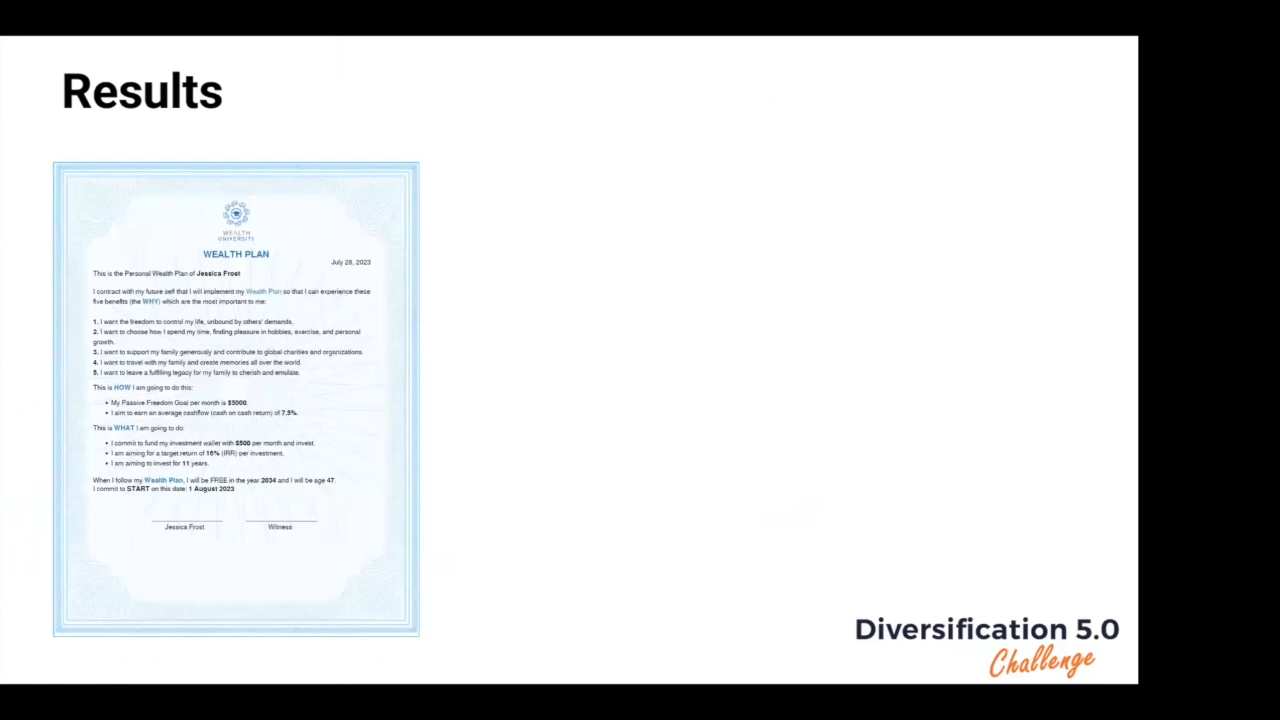 Results
WEALTH
UNIVERSITI
WEALTH PLAN
July 28, 2023
This is the Personal Wealth Plan of Jessica Frost
I contract with my future self that I will implement my Wealth Plan so that I can experience these
five benefits (the WHY) which are the most important to me:
1. I want the freedom to control my life, unbound by others' demands.
2. I want to choose how I spend my time, finding pleasure in hobbies, exercise, and personal
growth.
3. I want to support my family generously and contribute to global charities and organizations.
4. I want to travel with my family and create memories all over the world.
5. I want to leave a fulfilling legacy for my family to cherish and emulate.
This is HOW I am going to do this:
• My Passive Freedom Goal per month is $5000.
• I aim to earn an average cashflow (cash on cash return) of 7.5%.
This is WHAT I am going to do:
• I commit to fund my investment wallet with $500 per month and invest.
• I am aiming for a target return of 16% (IRR) per investment.
• I am aiming to invest for 11 years.
When I follow my Wealth Plan, I will be FREE in the year 2034 and I will be age 47.
I commit to START on this date: 1 August 2023
Jessica Frost
Witness
Diversification 5.0
Challenge